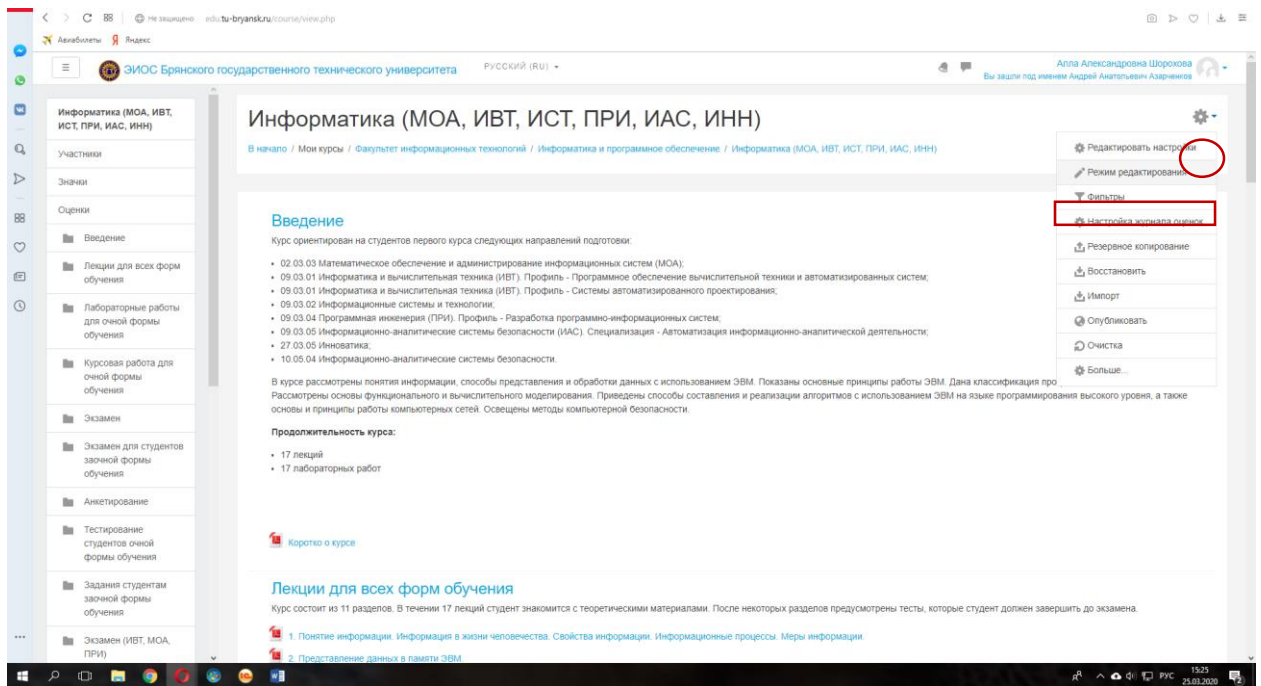 Не защищено edu.tu-bryansk.ru/course/view.php
Авиабилеты Яндекс
ЭИОС Брянского государственного технического университета РУССКИЙ (RU)
Алла Александровна Шорохова
Вы зашли под именем Андрей Анатольевич Азарченков
Информатика (МОА, ИВТ,
ИСТ, ПРИ, ИАС, ИНН)
Участники
Значки
Оценки
Введение
Лекции для всех форм
обучения
Лабораторные работы
для очной формы
обучения
Курсовая работа для
очной формы
обучения
Экзамен
Экзамен для студентов
заочной формы
обучения
Анкетирование
Тестирование
студентов очной
формы обучения
Задания студентам
заочной формы
обучения
Экзамен (ИВТ, МОА,
ПРИ)
Информатика (МОА, ИВТ, ИСТ, ПРИ, ИАС, ИНН)
В начало / Мои курсы / Факультет информационных технологий / Информатика и программное обеспечение / Информатика (МОА, ИВТ, ИСТ, ПРИ, ИАС, ИНН)
Редактировать настройки
Режим редактирования
Фильтры
Настройка журнала оценок
Резервное копирование
Восстановить
Импорт
Опубликовать
Очистка
Больше...
Введение
Курс ориентирован на студентов первого курса следующих направлений подготовки:
• 02.03.03 Математическое обеспечение и администрирование информационных систем (МОА);
• 09.03.01 Информатика и вычислительная техника (ИВТ). Профиль - Программное обеспечение вычислительной техники и автоматизированных систем;
• 09.03.01 Информатика и вычислительная техника (ИВТ). Профиль - Системы автоматизированного проектирования;
• 09.03.02 Информационные системы и технологии;
• 09.03.04 Программная инженерия (ПРИ). Профиль - Разработка программно-информационных систем;
• 09.03.05 Информационно-аналитические системы безопасности (ИАС). Специализация - Автоматизация информационно-аналитической деятельности;
• 27.03.05 Инноватика;
• 10.05.04 Информационно-аналитические системы безопасности.
В курсе рассмотрены понятия информации, способы представления и обработки данных с использованием ЭВМ. Показаны основные принципы работы ЭВМ. Дана классификация про
Рассмотрены основы функционального и вычислительного моделирования. Приведены способы составления и реализации алгоритмов с использованием ЭВМ на языке программирования высокого уровня, а также
основы и принципы работы компьютерных сетей. Освещены методы компьютерной безопасности.
Продолжительность курса:
• 17 лекций
• 17 лабораторных работ
Коротко о курсе
Лекции для всех форм обучения
Курс состоит из 11 разделов. В течении 17 лекций студент знакомится с теоретическими материалами. После некоторых разделов предусмотрены тесты, которые студент должен завершить до экзамена.
1. Понятие информации. Информация в жизни человечества. Свойства информации. Информационные процессы. Меры информации.
2. Представление данных в памяти ЭВМ
РУС 15:25
25.03.2020